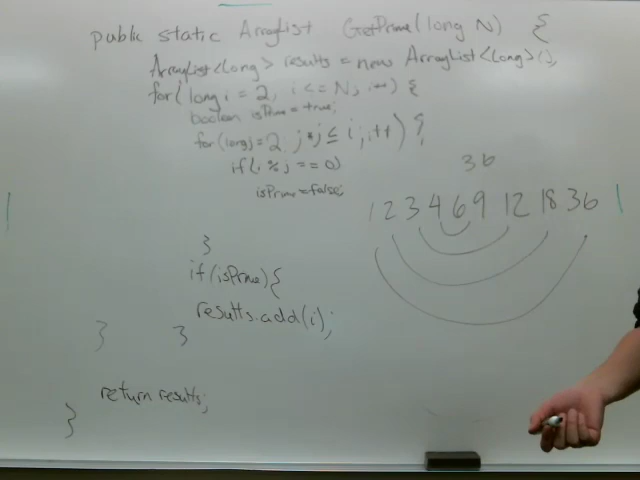 public static ArrayList GetPrime(long N) {
ArrayList<Long> results = new ArrayList<Long>();
for(long i = 2; i <= N; i++) {
boolean isPrime = true;
for(long j=2; j*j ≤ i; i++) {
if(i % j == 0)
isPrime = false;
36
1 2 3 4 6 9 12 18 36
}
if(isPrime){
results.add(i);
} }
return results;
}